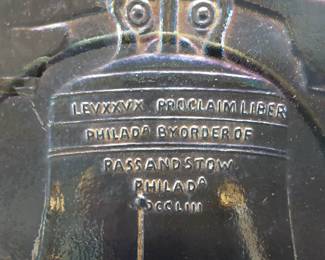 LEVXXVX PROCLAIM LIBER
PHILADA BY ORDER OF
PASS AND STOW
PHILADA
MDCCLIII